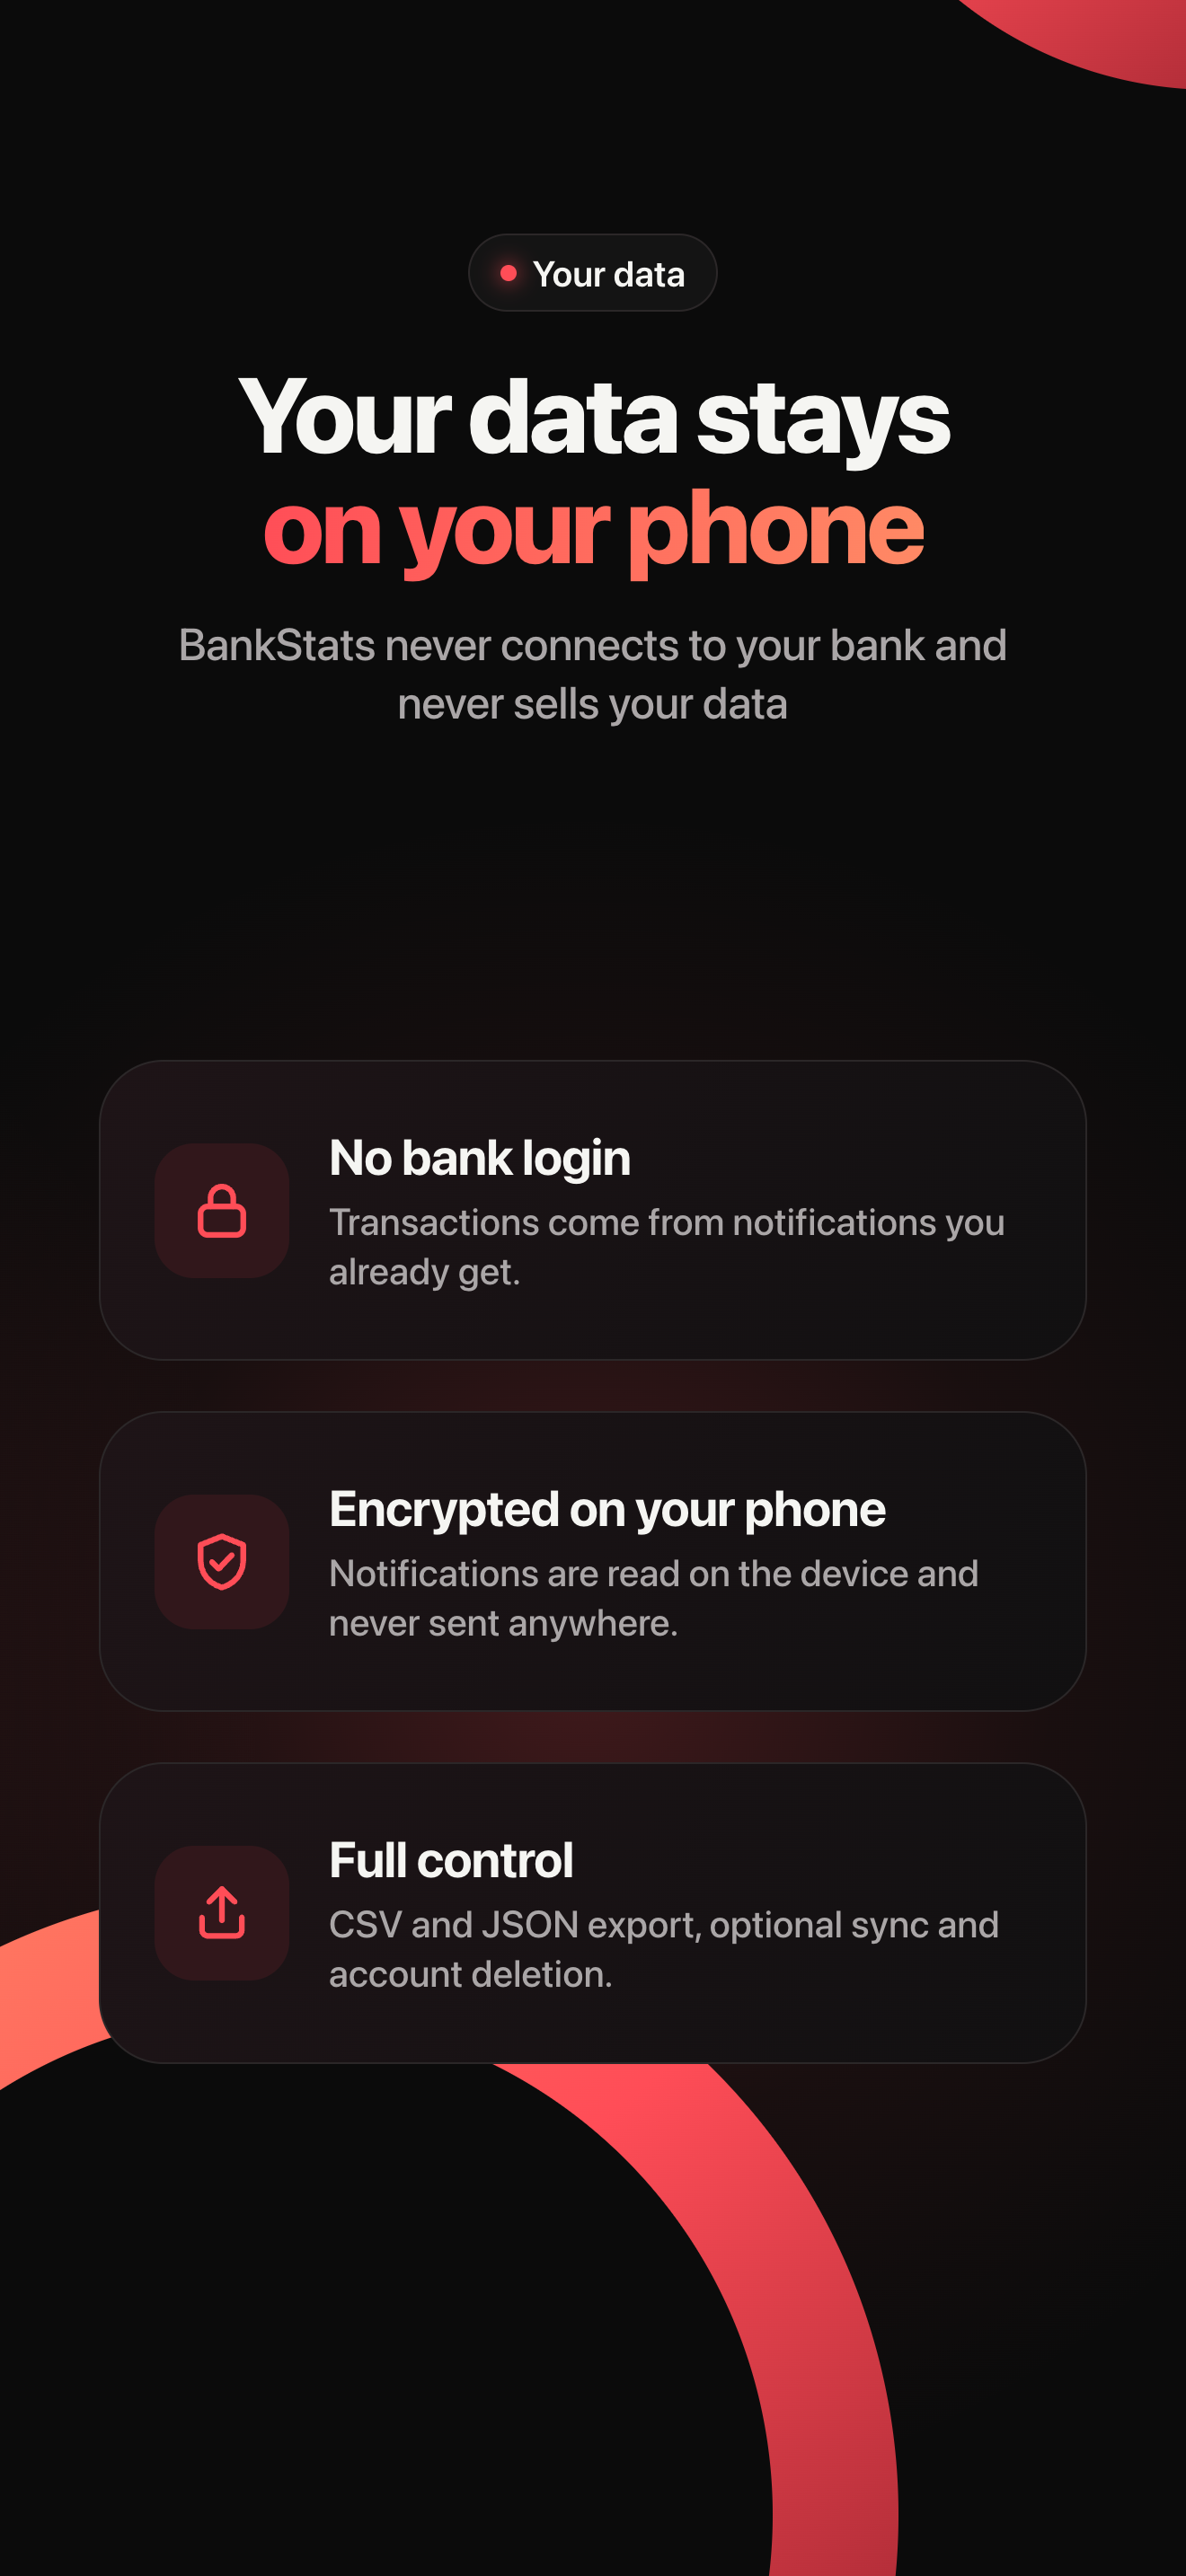 Your data
Your data stays
on your phone
BankStats never connects to your bank and
never sells your data
No bank login
Transactions come from notifications you
already get.
Encrypted on your phone
Notifications are read on the device and
never sent anywhere.
Full control
CSV and JSON export, optional sync and
account deletion.